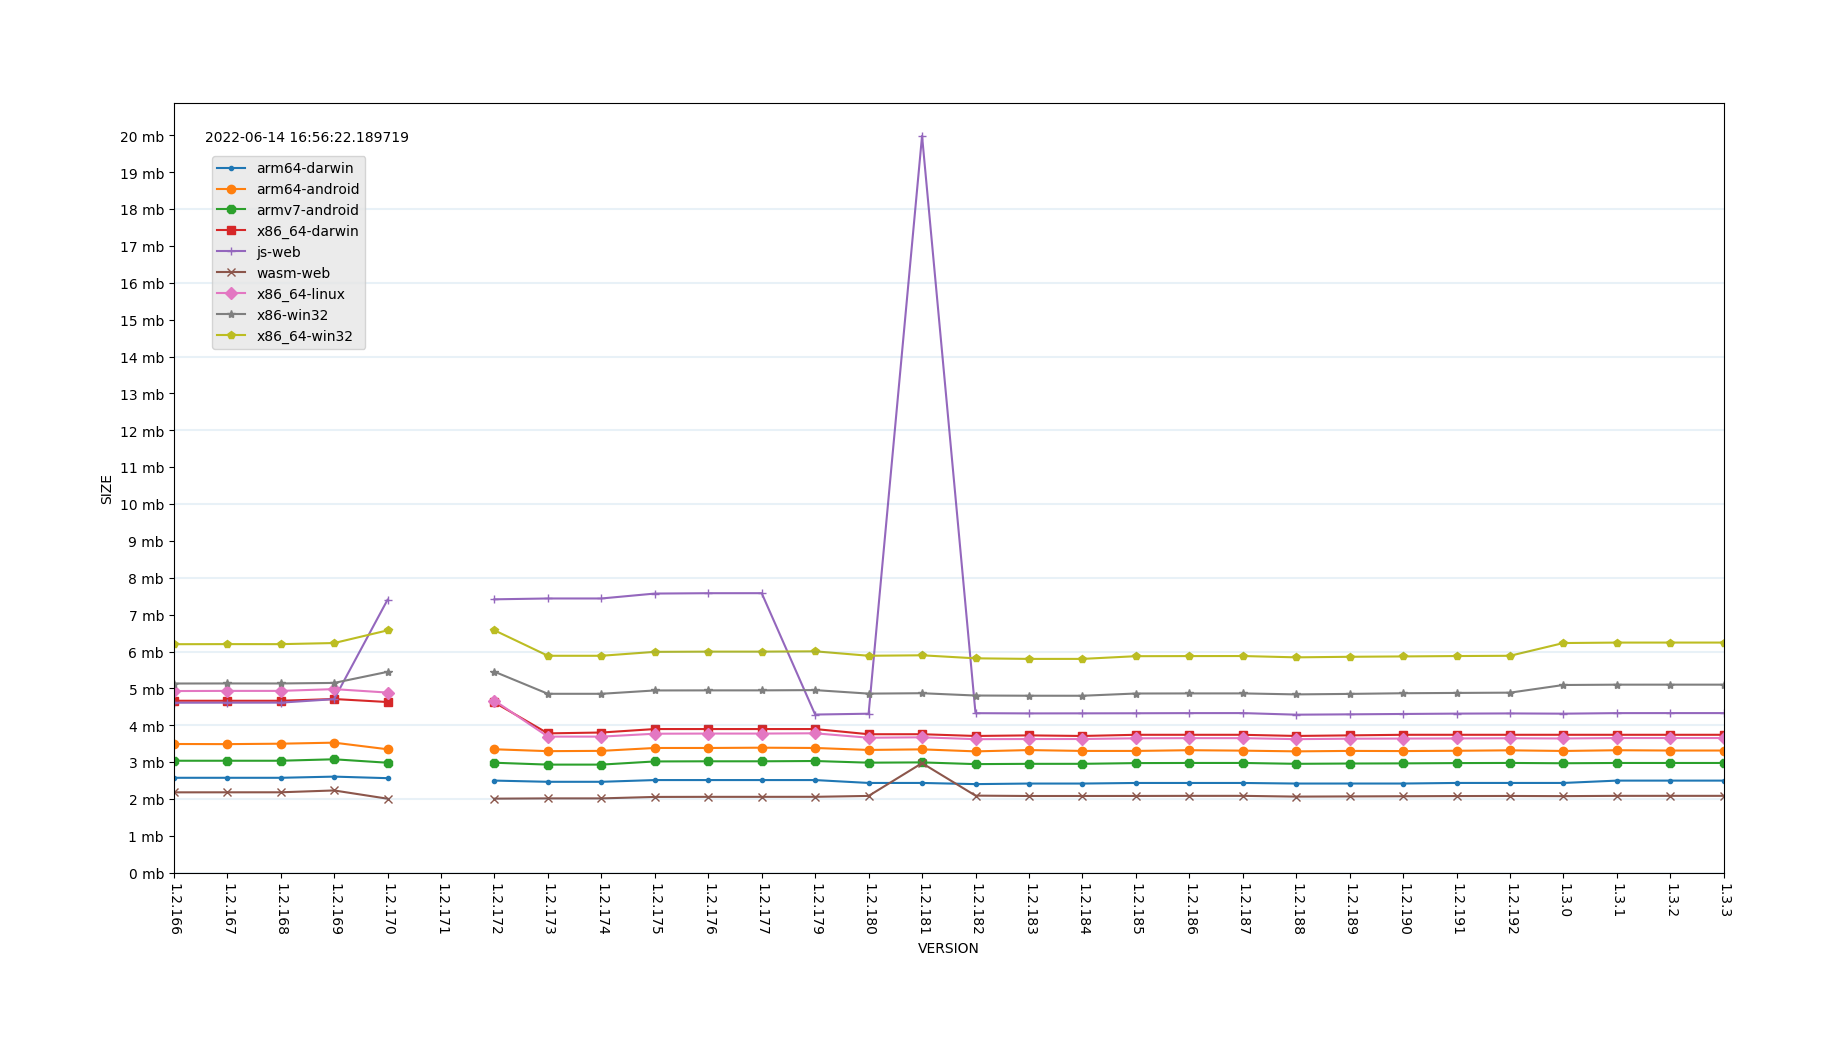 2022-06-14 16:56:22.189719
arm64-darwin
arm64-android
armv7-android
x86_64-darwin
js-web
wasm-web
x86_64-linux
x86-win32
x86_64-win32
20 mb
19 mb
18 mb
17 mb
16 mb
15 mb
14 mb
13 mb
12 mb
11 mb
10 mb
9 mb
8 mb
7 mb
6 mb
5 mb
4 mb
3 mb
2 mb
1 mb
0 mb
SIZE
1.2.166
1.2.167
1.2.168
1.2.169
1.2.170
1.2.171
1.2.172
1.2.173
1.2.174
1.2.175
1.2.176
1.2.177
1.2.179
1.2.180
1.2.181
1.2.182
1.2.183
1.2.184
1.2.185
1.2.186
1.2.187
1.2.188
1.2.189
1.2.190
1.2.191
1.2.192
1.3.0
1.3.1
1.3.2
1.3.3
VERSION